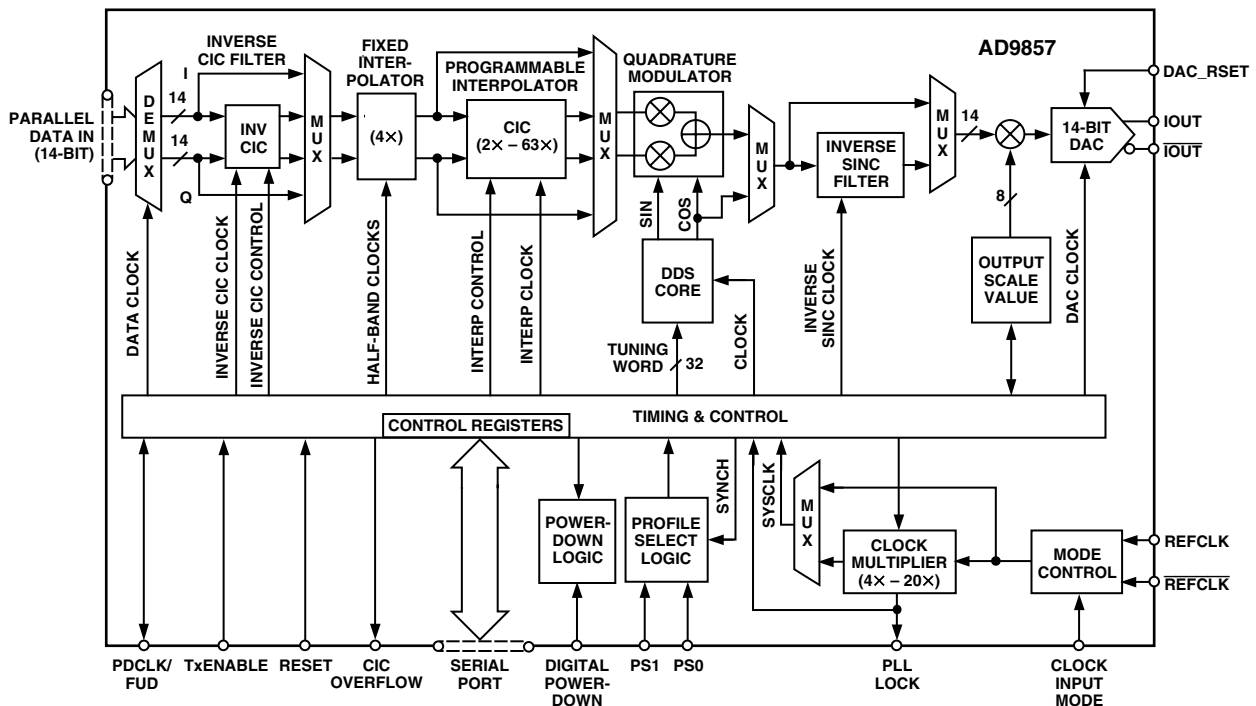 AD9857
INVERSE
CIC FILTER
FIXED
INTER-
POLATOR
PROGRAMMABLE
INTERPOLATOR
QUADRATURE
MODULATOR
PARALLEL
DATA IN
(14-BIT)
DEMUX
I
14
14
Q
INV
CIC
MUX
(4×)
CIC
(2× – 63×)
MUX
SIN
COS
MUX
INVERSE
SINC
FILTER
MUX
14
8
14-BIT
DAC
DAC_RSET
IOUT
IOUT
DATA CLOCK
INVERSE CIC CLOCK
INVERSE CIC CONTROL
HALF-BAND CLOCKS
INTERP CONTROL
INTERP CLOCK
DDS
CORE
TUNING
WORD
32
CLOCK
INVERSE
SINC CLOCK
OUTPUT
SCALE
VALUE
DAC CLOCK
TIMING & CONTROL
CONTROL REGISTERS
POWER-
DOWN
LOGIC
PROFILE
SELECT
LOGIC
SYNCH
SYSCLK
MUX
CLOCK
MULTIPLIER
(4× – 20×)
MODE
CONTROL
REFCLK
REFCLK
PDCLK/
FUD
TxENABLE
RESET
CIC
OVERFLOW
SERIAL
PORT
DIGITAL
POWER-
DOWN
PS1
PS0
PLL
LOCK
CLOCK
INPUT
MODE